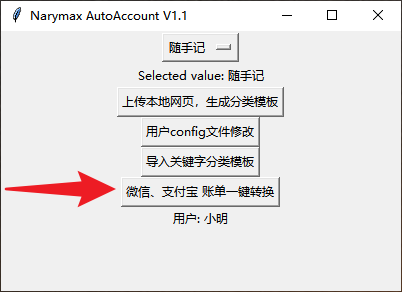 Narymax AutoAccount V1.1
随手记
Selected value: 随手记
上传本地网页，生成分类模板
用户config文件修改
导入关键字分类模板
微信、支付宝 账单一键转换
用户: 小明